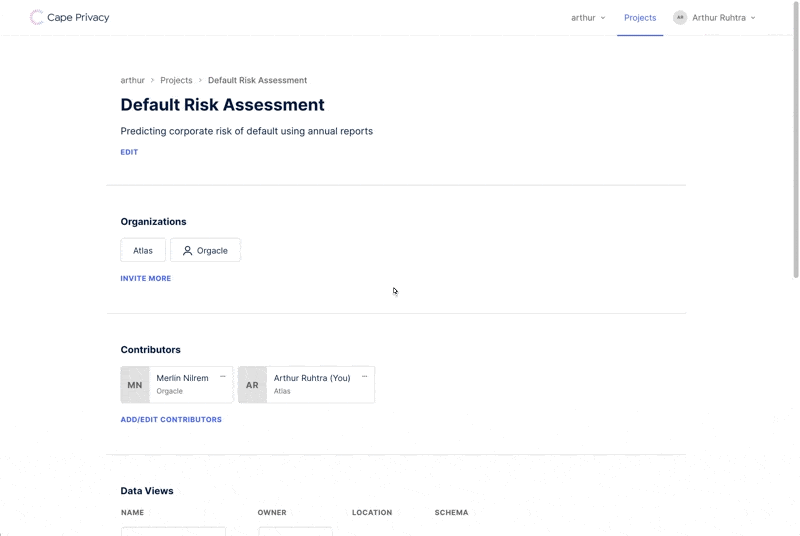 Cape Privacy
arthur Projects AR Arthur Ruhtra
arthur > Projects > Default Risk Assessment
Default Risk Assessment
Predicting corporate risk of default using annual reports
EDIT
Organizations
Atlas Orgacle
INVITE MORE
Contributors
MN Merlin Nilrem ... AR Arthur Ruhtra (You) ...
Orgacle Atlas
ADD/EDIT CONTRIBUTORS
Data Views
NAME OWNER LOCATION SCHEMA